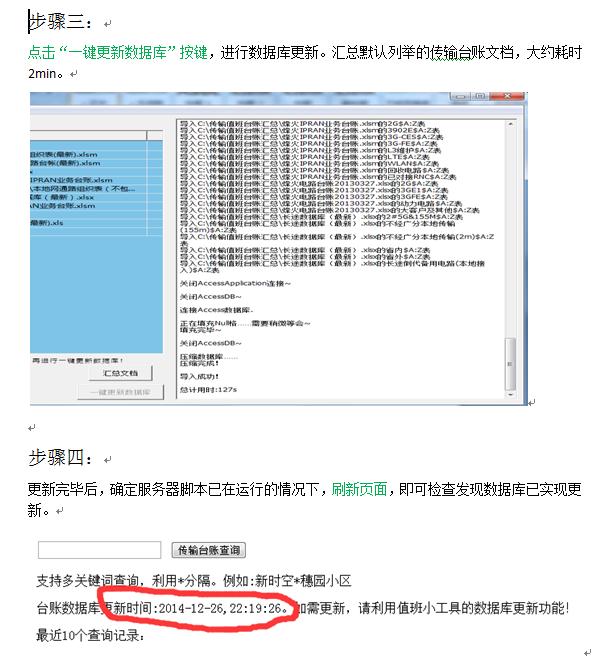 步骤三：
点击“一键更新数据库”按键，进行数据库更新。汇总默认列举的传输台账文档，大约耗时
2min。
导入C:\传输值班台账汇总\烽火IPRAN业务台账.xlsm的2G$A:Z表
导入C:\传输值班台账汇总\烽火IPRAN业务台账.xlsm的3902E$A:Z表
导入C:\传输值班台账汇总\烽火IPRAN业务台账.xlsm的3G-CES$A:Z表
导入C:\传输值班台账汇总\烽火IPRAN业务台账.xlsm的3G-FE$A:Z表
导入C:\传输值班台账汇总\烽火IPRAN业务台账.xlsm的L3维护$A:Z表
导入C:\传输值班台账汇总\烽火IPRAN业务台账.xlsm的LTE$A:Z表
导入C:\传输值班台账汇总\烽火IPRAN业务台账.xlsm的WLAN$A:Z表
导入C:\传输值班台账汇总\烽火IPRAN业务台账.xlsm的回收电路$A:Z表
导入C:\传输值班台账汇总\烽火IPRAN业务台账.xlsm的已对接RNC$A:Z表
导入C:\传输值班台账汇总\烽火电路台账20130327.xlsx的2G$A:Z表
导入C:\传输值班台账汇总\烽火电路台账20130327.xlsx的3GE1$A:Z表
导入C:\传输值班台账汇总\烽火电路台账20130327.xlsx的3GFE$A:Z表
导入C:\传输值班台账汇总\烽火电路台账20130327.xlsx的动力电路$A:Z表
导入C:\传输值班台账汇总\烽火电路台账20130327.xlsx的大客户及其他$A:Z表
导入C:\传输值班台账汇总\长途数据库（最新）.xlsx的2#5G&155M$A:Z表
导入C:\传输值班台账汇总\长途数据库（最新）.xlsx的不经广分本地传输
(155m)$A:Z表
导入C:\传输值班台账汇总\长途数据库（最新）.xlsx的不经广分本地传输(2m)$A:Z
表
导入C:\传输值班台账汇总\长途数据库（最新）.xlsx的省内$A:Z表
导入C:\传输值班台账汇总\长途数据库（最新）.xlsx的省外$A:Z表
导入C:\传输值班台账汇总\长途数据库（最新）.xlsx的长途倒代备用电路(本地接
入)$A:Z表
关闭AccessApplication连接~
关闭AccessDB~
连接Access数据库.
正在填充Null格……需要稍微等会~
填充完毕~
关闭AccessDB~
压缩数据库……
压缩完成！
导入成功！
总计用时:127s
组织表(最新).xlsm
路台帐(最新).xlsm
x
IPRAN业务台账.xlsm
\本地网通路组织表（不包...
库（最新）.xlsx
AN业务台账.xlsm
最新).xls
再进行一键更新数据库！
汇总文档
一键更新数据库
步骤四：
更新完毕后，确定服务器脚本已在运行的情况下，刷新页面，即可检查发现数据库已实现更
新。
传输台账查询
支持多关键词查询，利用*分隔。例如:新时空*穗园小区
台账数据库更新时间:2014-12-26,22:19:26。如需更新，请利用值班小工具的数据库更新功能!
最近10个查询记录: